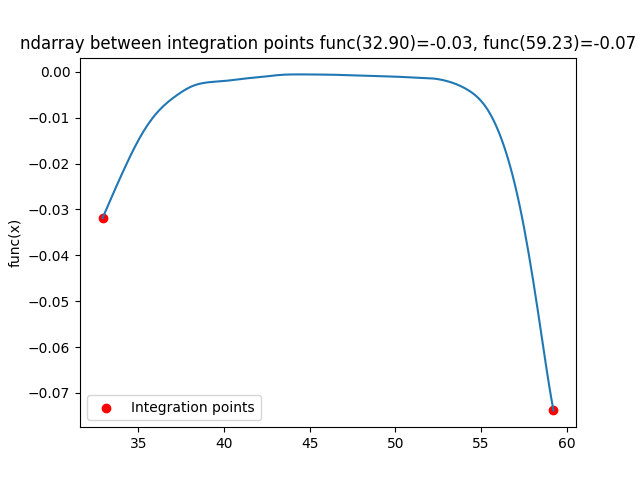 ndarray between integration points func(32.90)=-0.03, func(59.23)=-0.07
0.00
−0.01
−0.02
−0.03
−0.04
−0.05
−0.06
−0.07
func(x)
Integration points
35 40 45 50 55 60